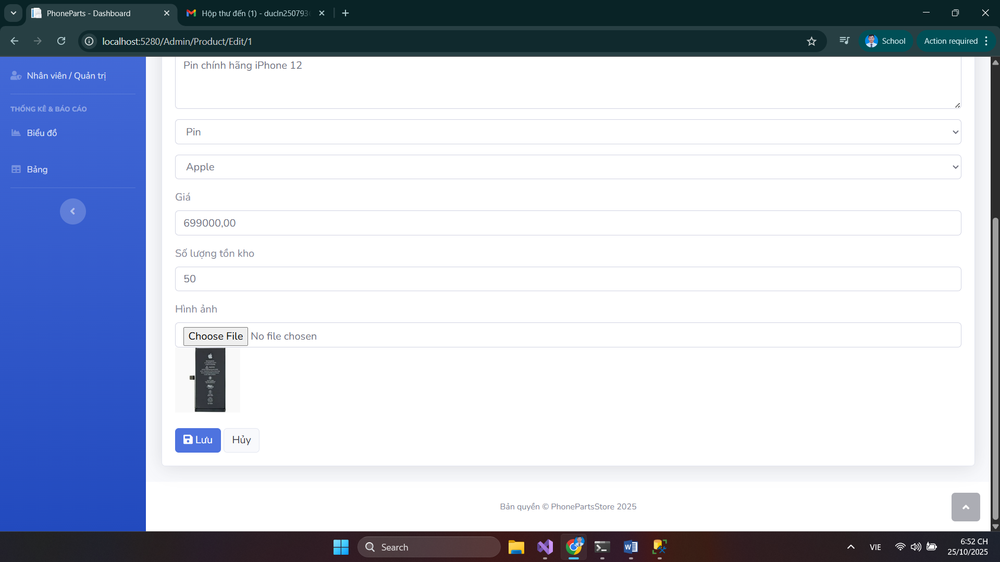 PhoneParts - Dashboard
Hộp thư đến (1) - ducln250793
localhost:5280/Admin/Product/Edit/1
School
Action required
Nhân viên / Quản trị
THỐNG KÊ & BÁO CÁO
Biểu đồ
Bảng
Pin chính hãng iPhone 12
Pin
Apple
Giá
699000,00
Số lượng tồn kho
50
Hình ảnh
Choose File No file chosen
Lưu
Hủy
Bản quyền © PhonePartsStore 2025
Search
VIE
6:52 CH
25/10/2025